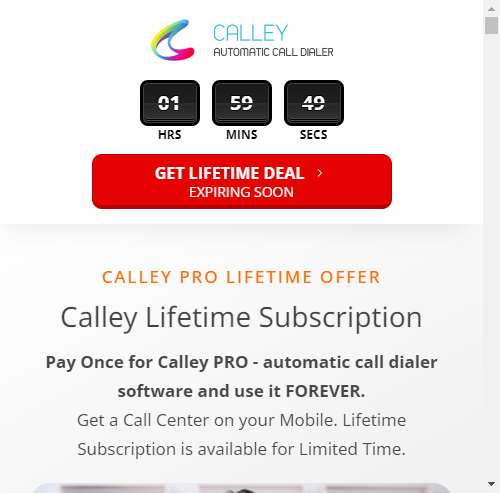 CALLEY
AUTOMATIC CALL DIALER
01 59 49
HRS MINS SECS
GET LIFETIME DEAL
EXPIRING SOON
CALLEY PRO LIFETIME OFFER
Calley Lifetime Subscription
Pay Once for Calley PRO - automatic call dialer
software and use it FOREVER.
Get a Call Center on your Mobile. Lifetime
Subscription is available for Limited Time.